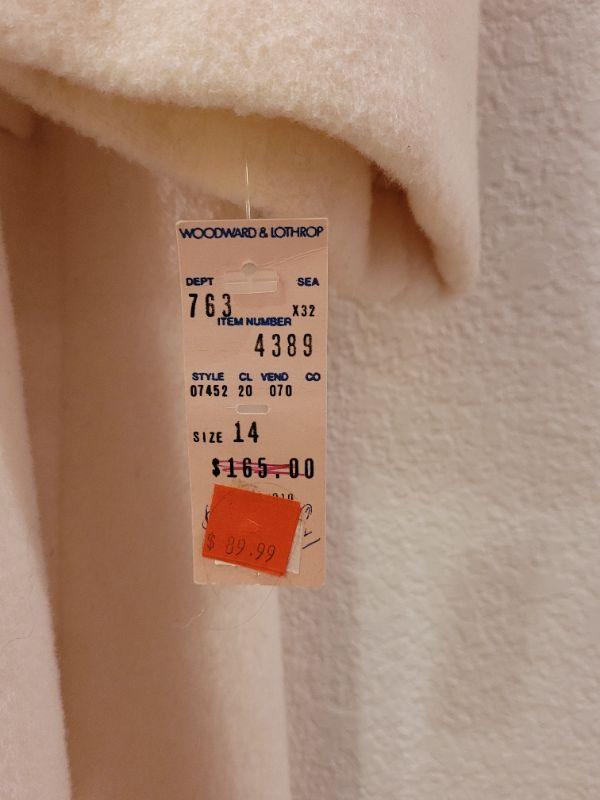 WOODWARD & LOTHROP
DEPT SEA
763 X32
ITEM NUMBER
4389
STYLE CL VEND CO
07452 20 070
SIZE 14
$165.00
$ 89.99